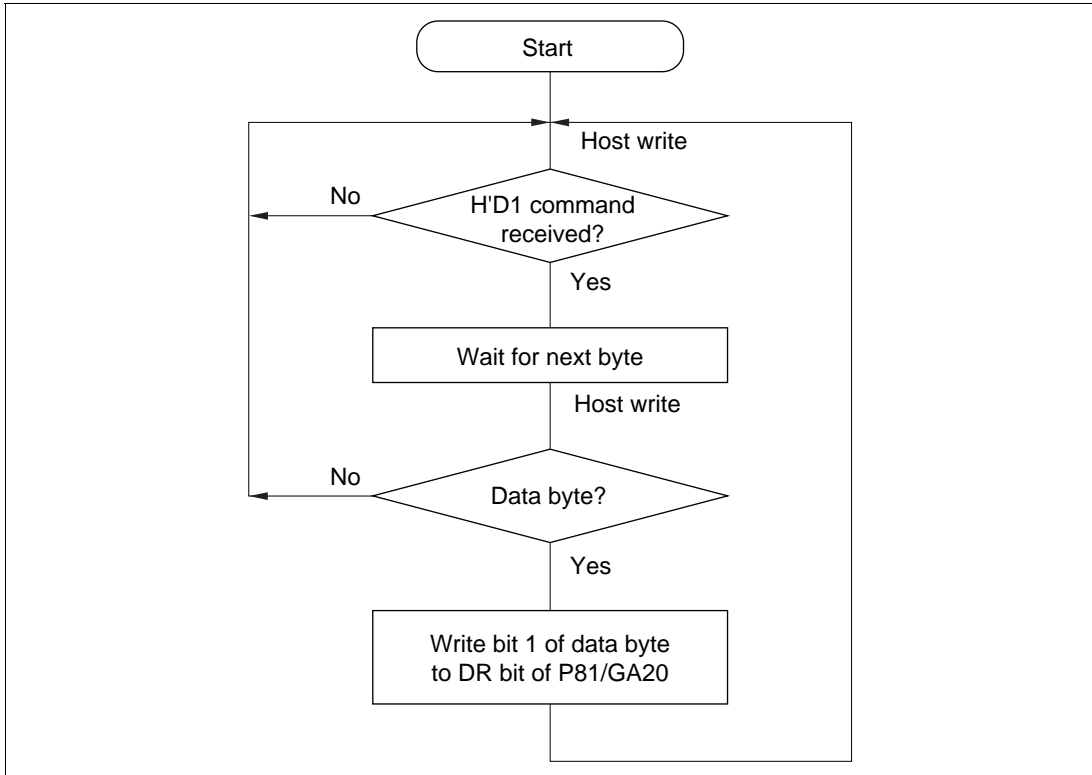 Start
Host write
No
H'D1 command
received?
Yes
Wait for next byte
Host write
No
Data byte?
Yes
Write bit 1 of data byte
to DR bit of P81/GA20